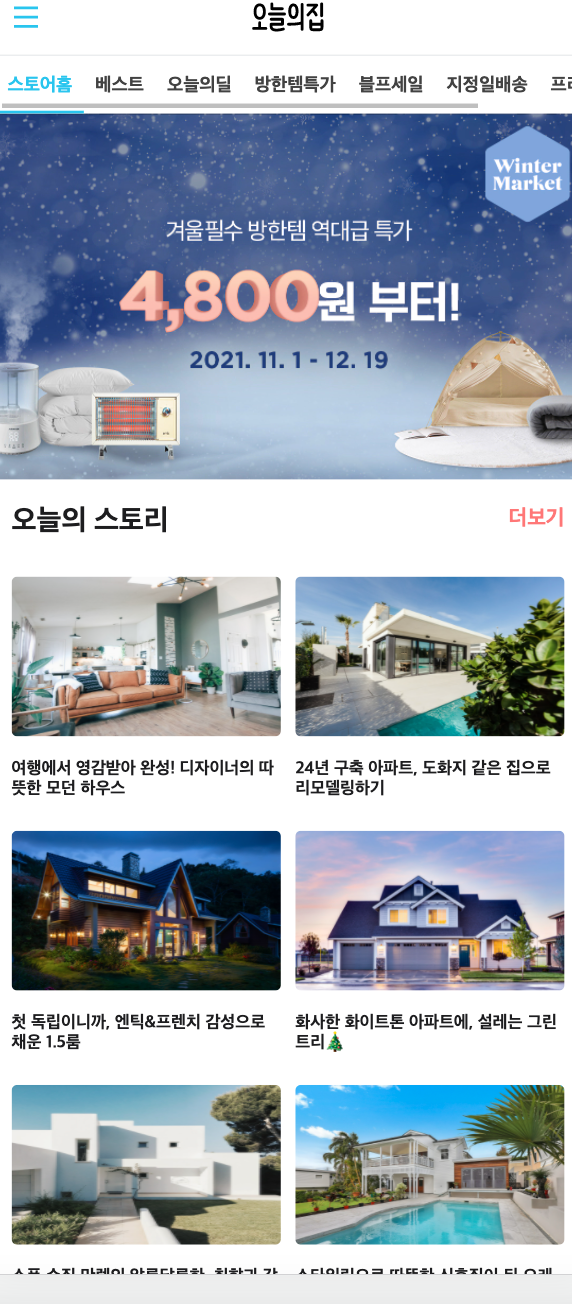 오늘의집
스토어홈 베스트 오늘의딜 방한템특가 블프세일 지정일배송
Winter
Market
겨울필수 방한템 역대급 특가
4,800원 부터!
2021. 11. 1 - 12. 19
오늘의 스토리 더보기
여행에서 영감받아 완성! 디자이너의 따
뜻한 모던 하우스
24년 구축 아파트, 도화지 같은 집으로
리모델링하기
첫 독립이니까, 엔틱&프렌치 감성으로
채운 1.5룸
화사한 화이트톤 아파트에, 설레는 그린
트리🎄